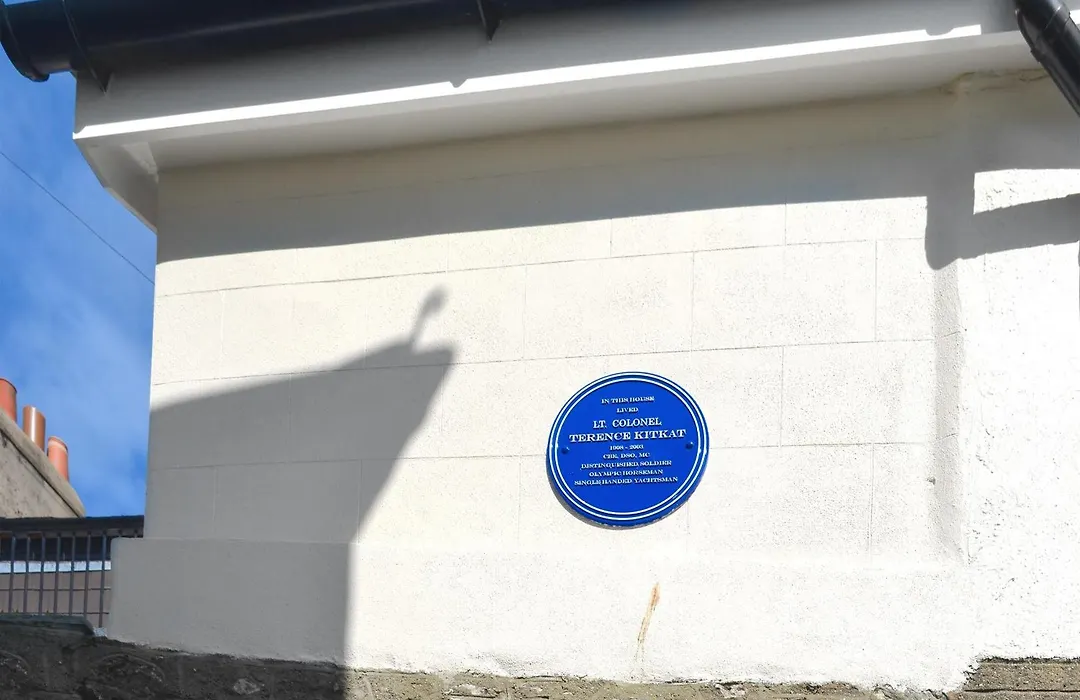 IN THIS HOUSE
LIVED
LT. COLONEL
TERENCE KITKAT
1908 - 2003
CBE, DSO, MC
DISTINGUISHED SOLDIER
OLYMPIC HORSEMAN
SINGLE HANDED YACHTSMAN